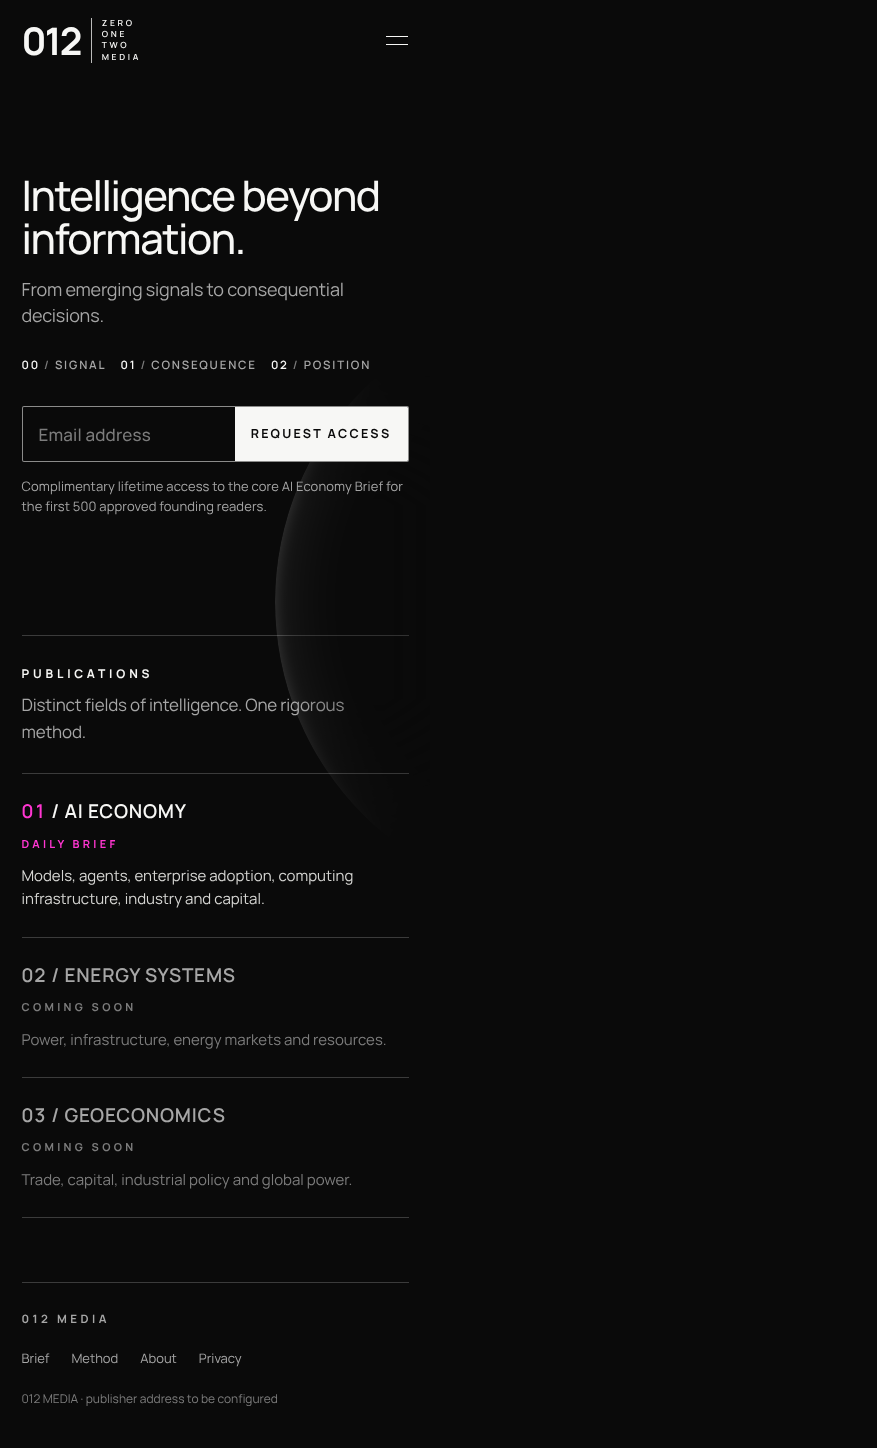 012
ZERO
ONE
TWO
MEDIA
Intelligence beyond
information.
From emerging signals to consequential
decisions.
00 / SIGNAL 01 / CONSEQUENCE 02 / POSITION
Email address
REQUEST ACCESS
Complimentary lifetime access to the core AI Economy Brief for
the first 500 approved founding readers.
PUBLICATIONS
Distinct fields of intelligence. One rigorous
method.
01 / AI ECONOMY
DAILY BRIEF
Models, agents, enterprise adoption, computing
infrastructure, industry and capital.
02 / ENERGY SYSTEMS
COMING SOON
Power, infrastructure, energy markets and resources.
03 / GEOECONOMICS
COMING SOON
Trade, capital, industrial policy and global power.
012 MEDIA
Brief Method About Privacy
012 MEDIA · publisher address to be configured